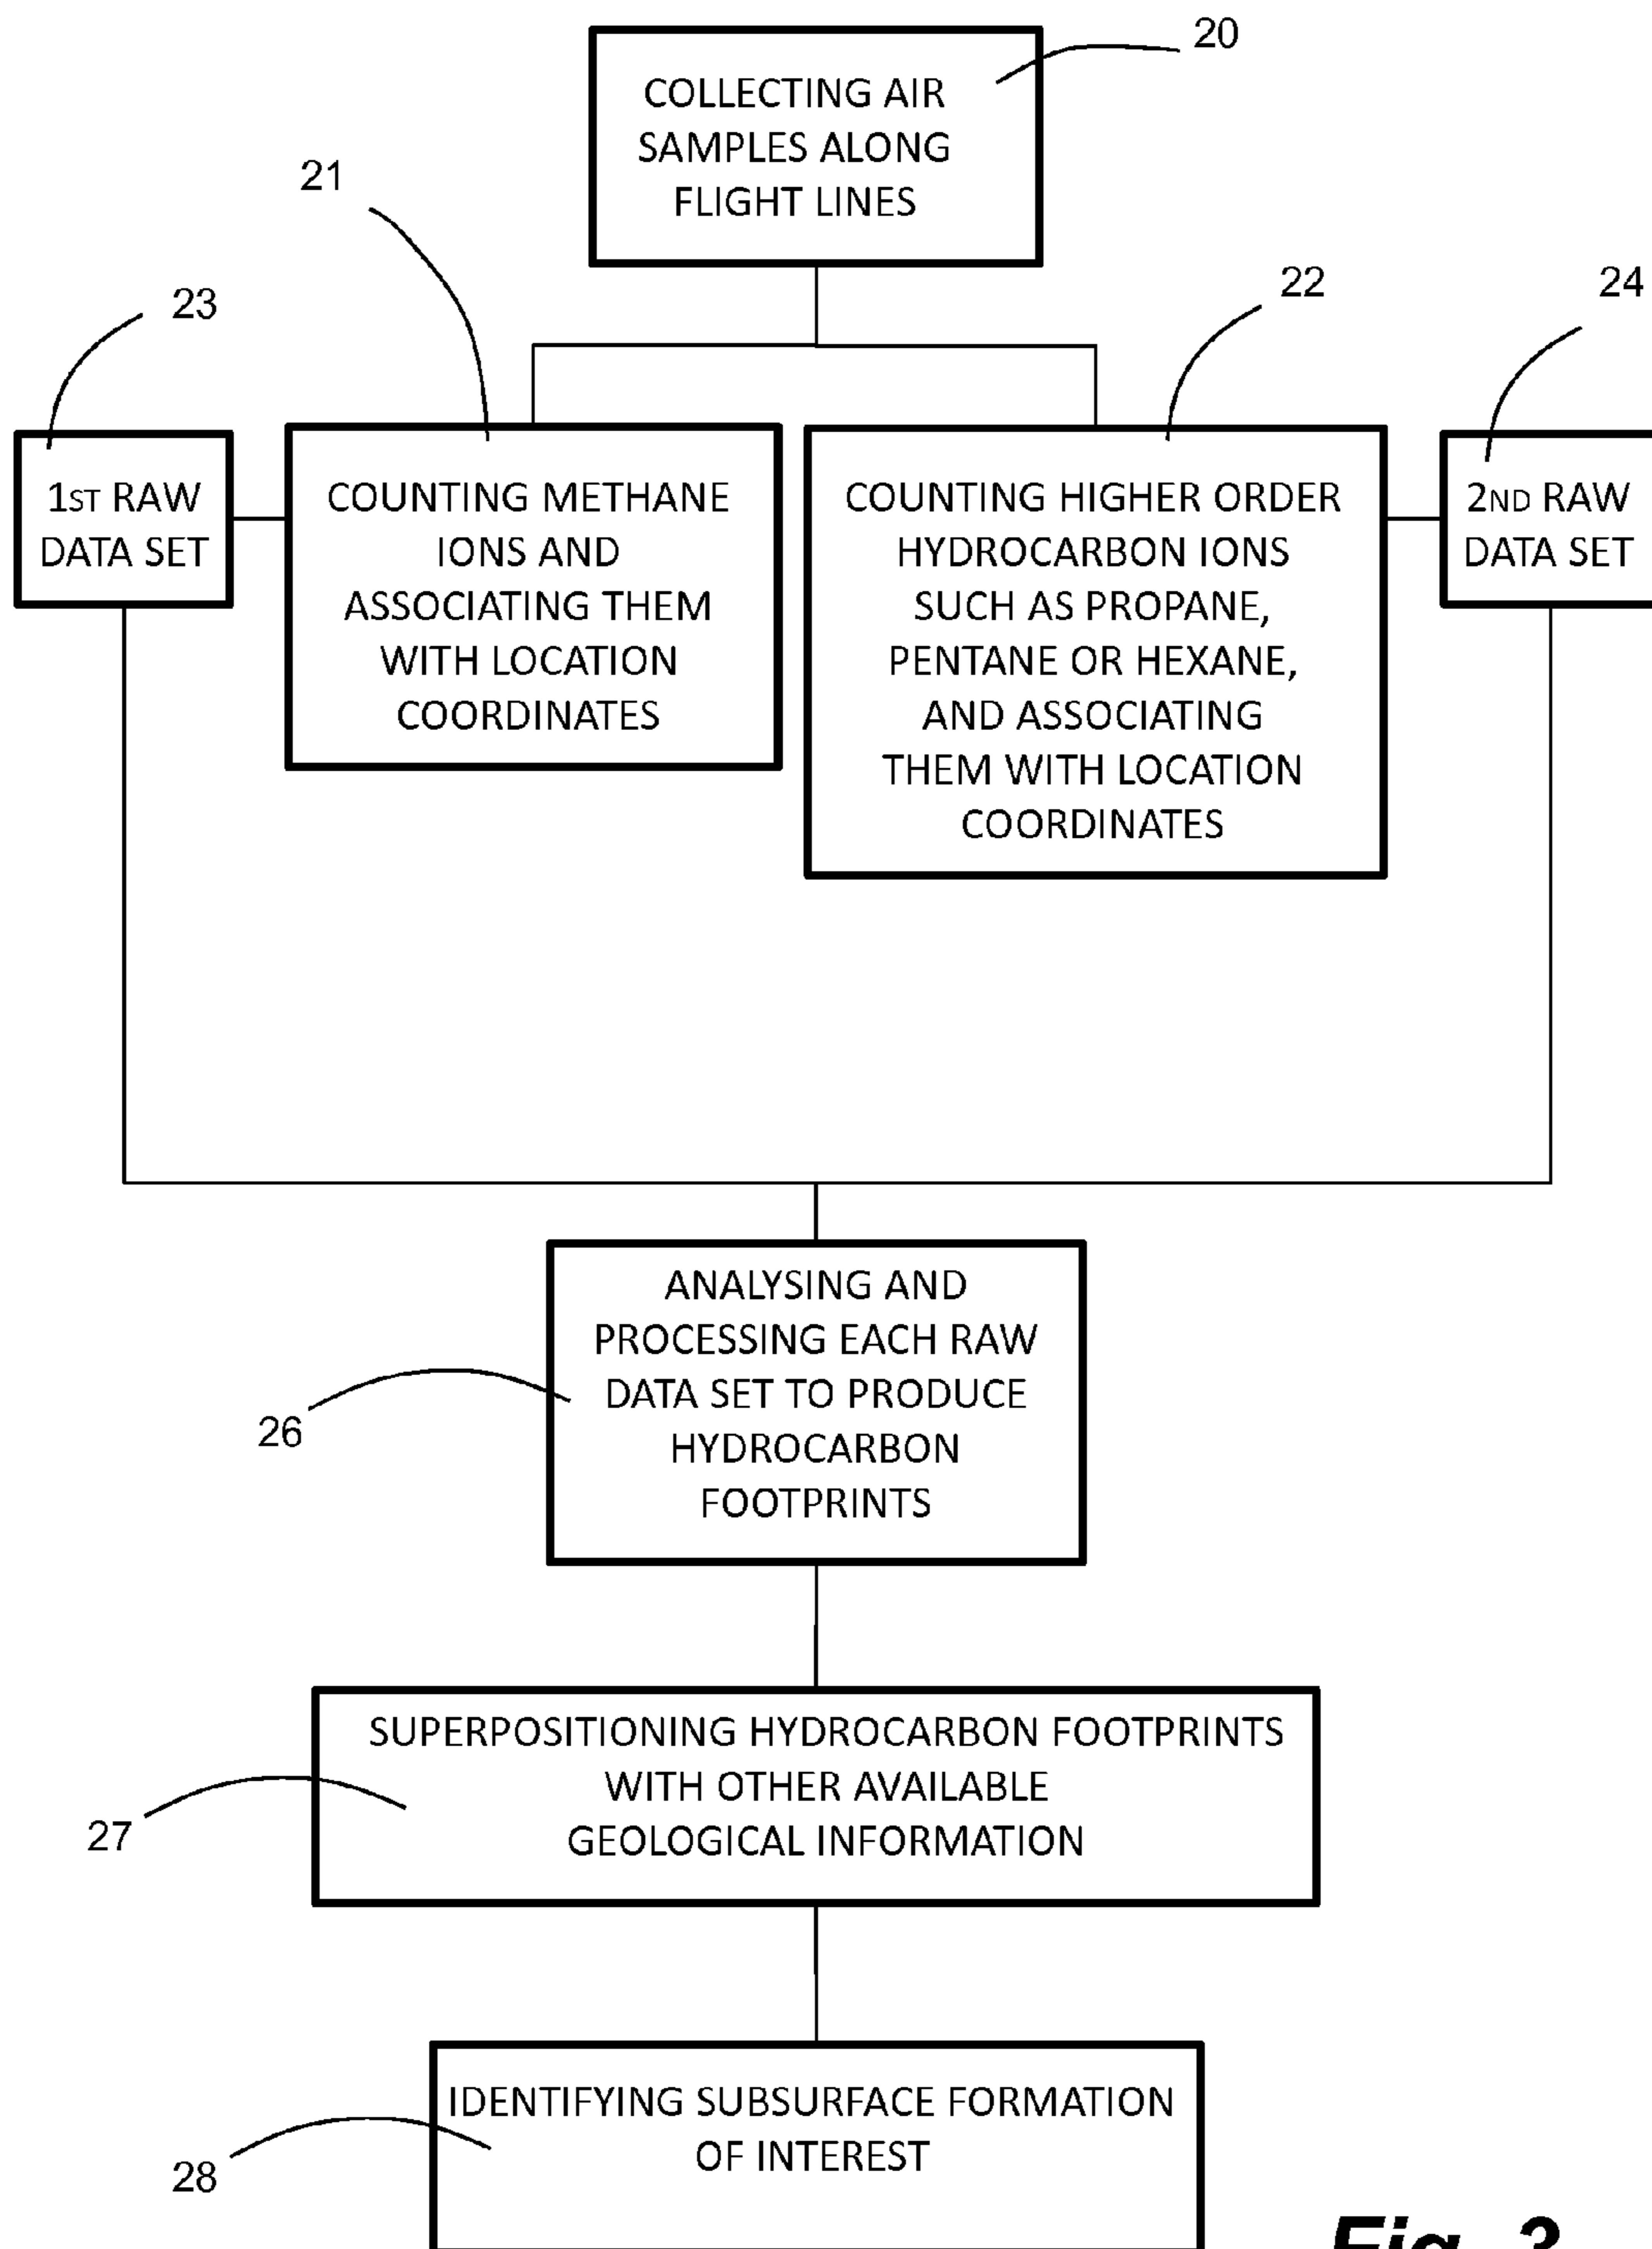 20
COLLECTING AIR
SAMPLES ALONG
FLIGHT LINES
21
22
23
24
1ST RAW
DATA SET
COUNTING METHANE
IONS AND
ASSOCIATING THEM
WITH LOCATION
COORDINATES
COUNTING HIGHER ORDER
HYDROCARBON IONS
SUCH AS PROPANE,
PENTANE OR HEXANE,
AND ASSOCIATING
THEM WITH LOCATION
COORDINATES
2ND RAW
DATA SET
ANALYSING AND
PROCESSING EACH RAW
DATA SET TO PRODUCE
HYDROCARBON
FOOTPRINTS
26
SUPERPOSITIONING HYDROCARBON FOOTPRINTS
WITH OTHER AVAILABLE
GEOLOGICAL INFORMATION
27
IDENTIFYING SUBSURFACE FORMATION
OF INTEREST
28